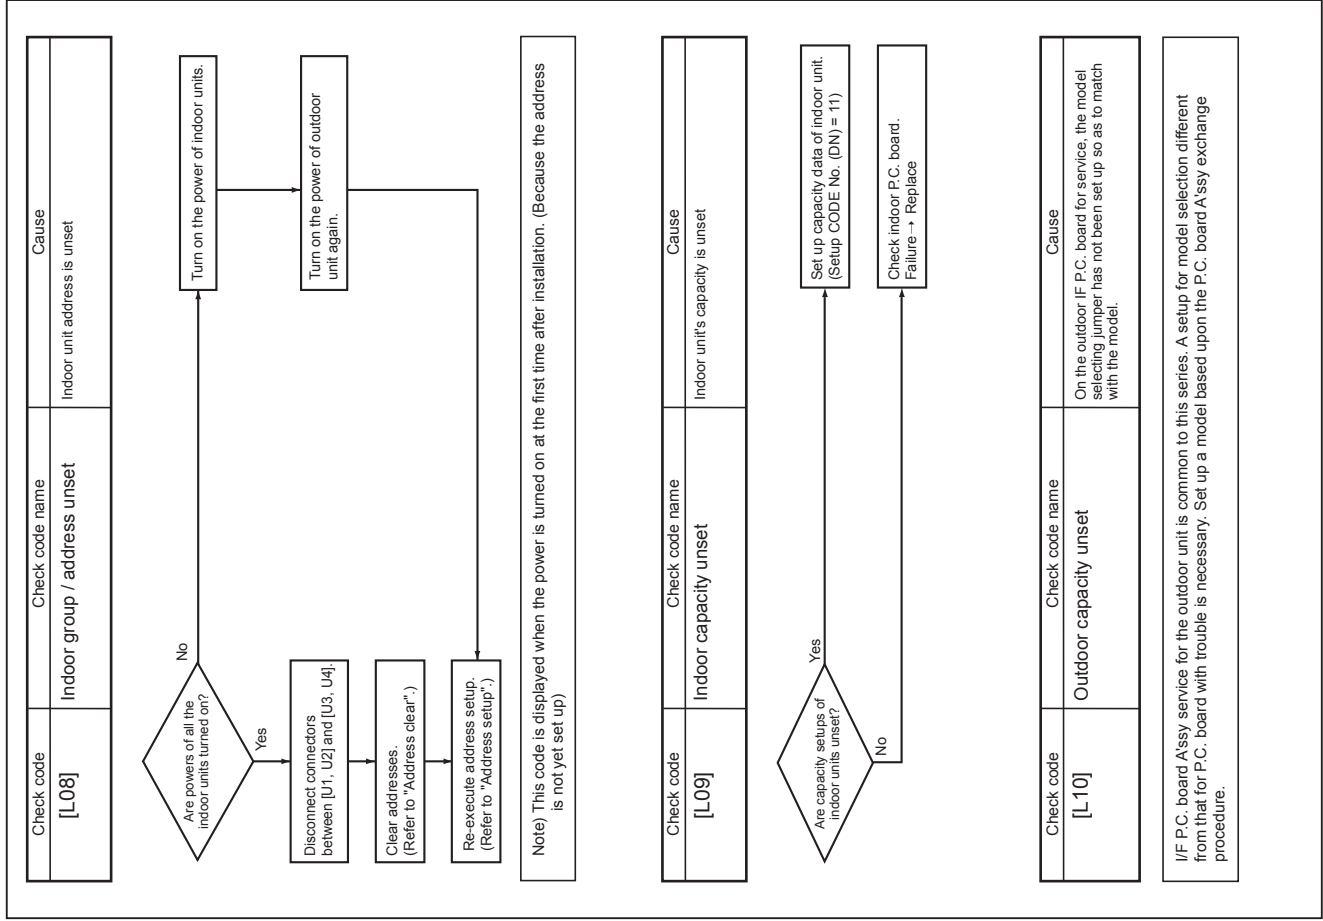 Check code
Check code name
Cause
[L08]
Indoor group / address unset
Indoor unit address is unset
Are powers of all the
indoor units turned on?
No
Turn on the power of indoor units.
Turn on the power of outdoor
unit again.
Yes
Disconnect connectors
between [U1, U2] and [U3, U4].
Clear addresses.
(Refer to "Address clear".)
Re-execute address setup.
(Refer to "Address setup".)
Note) This code is displayed when the power is turned on at the first time after installation. (Because the address
is not yet set up)
Check code
Check code name
Cause
[L09]
Indoor capacity unset
Indoor unit's capacity is unset
Are capacity setups of
indoor units unset?
Yes
Set up capacity data of indoor unit.
(Setup CODE No. (DN) = 11)
No
Check indoor P.C. board.
Failure → Replace
Check code
Check code name
Cause
[L10]
Outdoor capacity unset
On the outdoor IF P.C. board for service, the model
selecting jumper has not been set up so as to match
with the model.
I/F P.C. board A'ssy service for the outdoor unit is common to this series. A setup for model selection different
from that for P.C. board with trouble is necessary. Set up a model based upon the P.C. board A'ssy exchange
procedure.